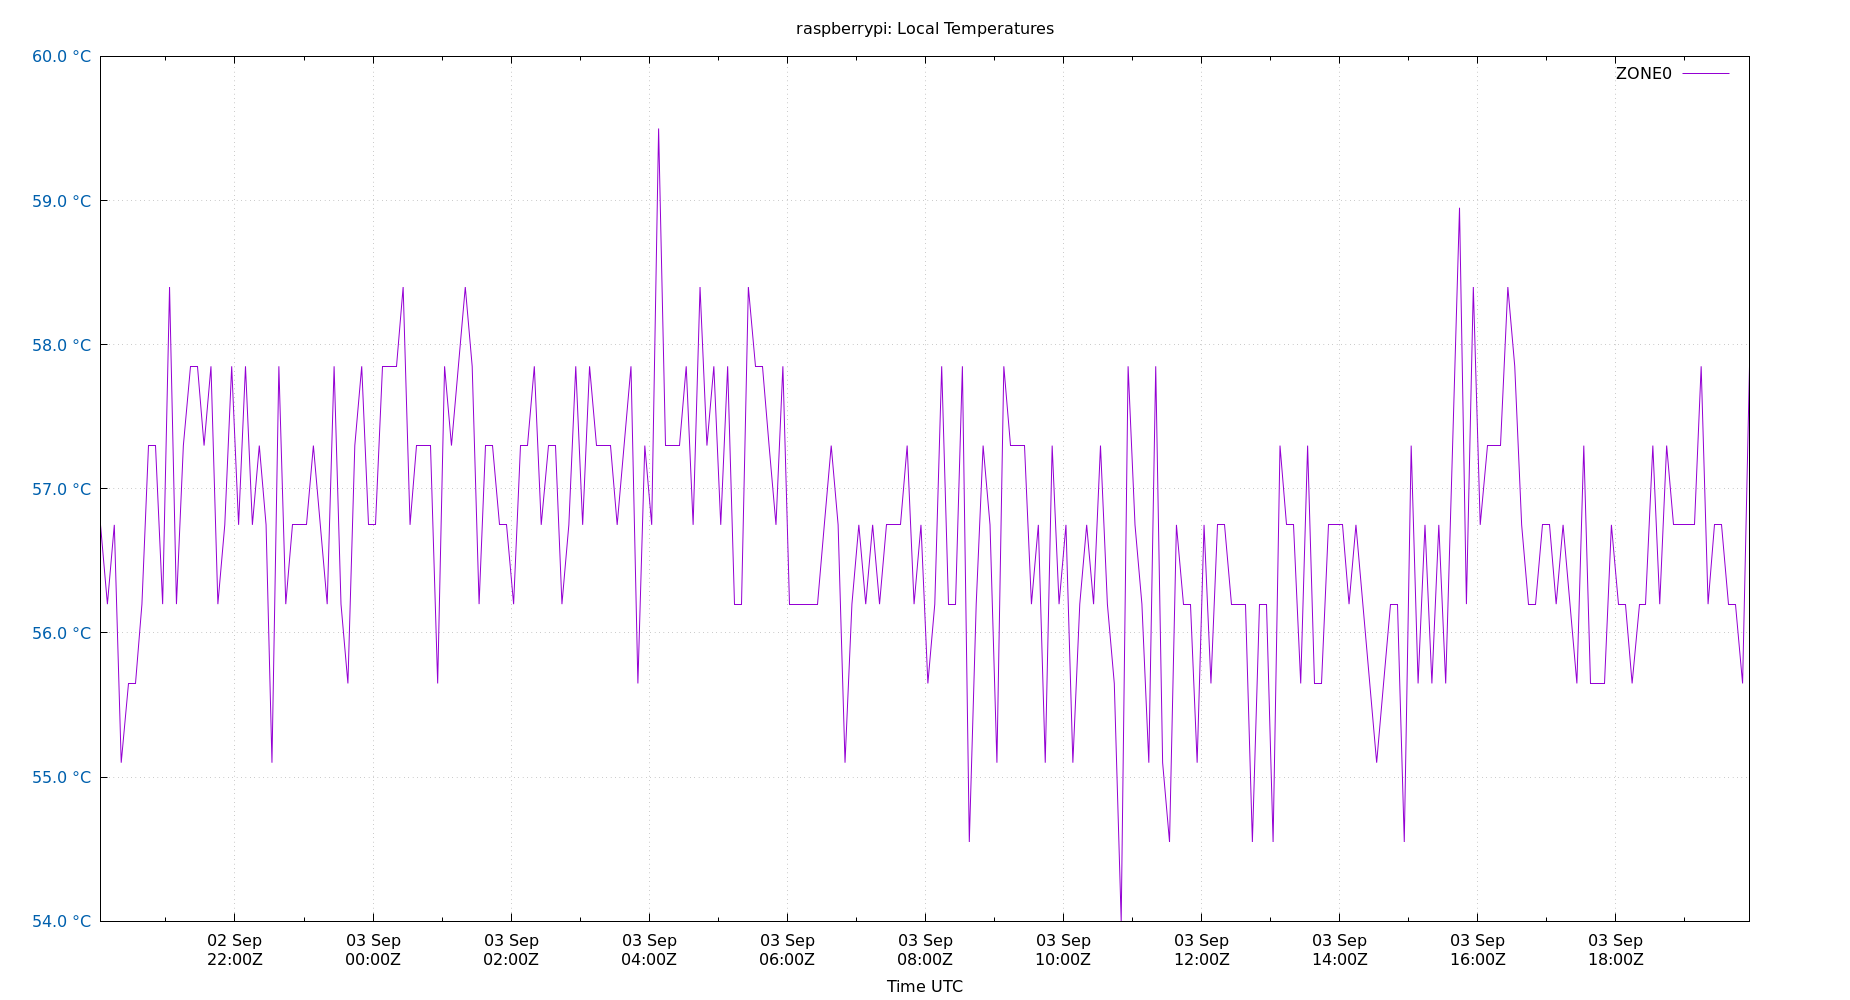 raspberrypi: Local Temperatures
60.0 °C
ZONE0
59.0 °C
58.0 °C
57.0 °C
56.0 °C
55.0 °C
54.0 °C
02 Sep
22:00Z
03 Sep
00:00Z
03 Sep
02:00Z
03 Sep
04:00Z
03 Sep
06:00Z
03 Sep
08:00Z
03 Sep
10:00Z
03 Sep
12:00Z
03 Sep
14:00Z
03 Sep
16:00Z
03 Sep
18:00Z
Time UTC